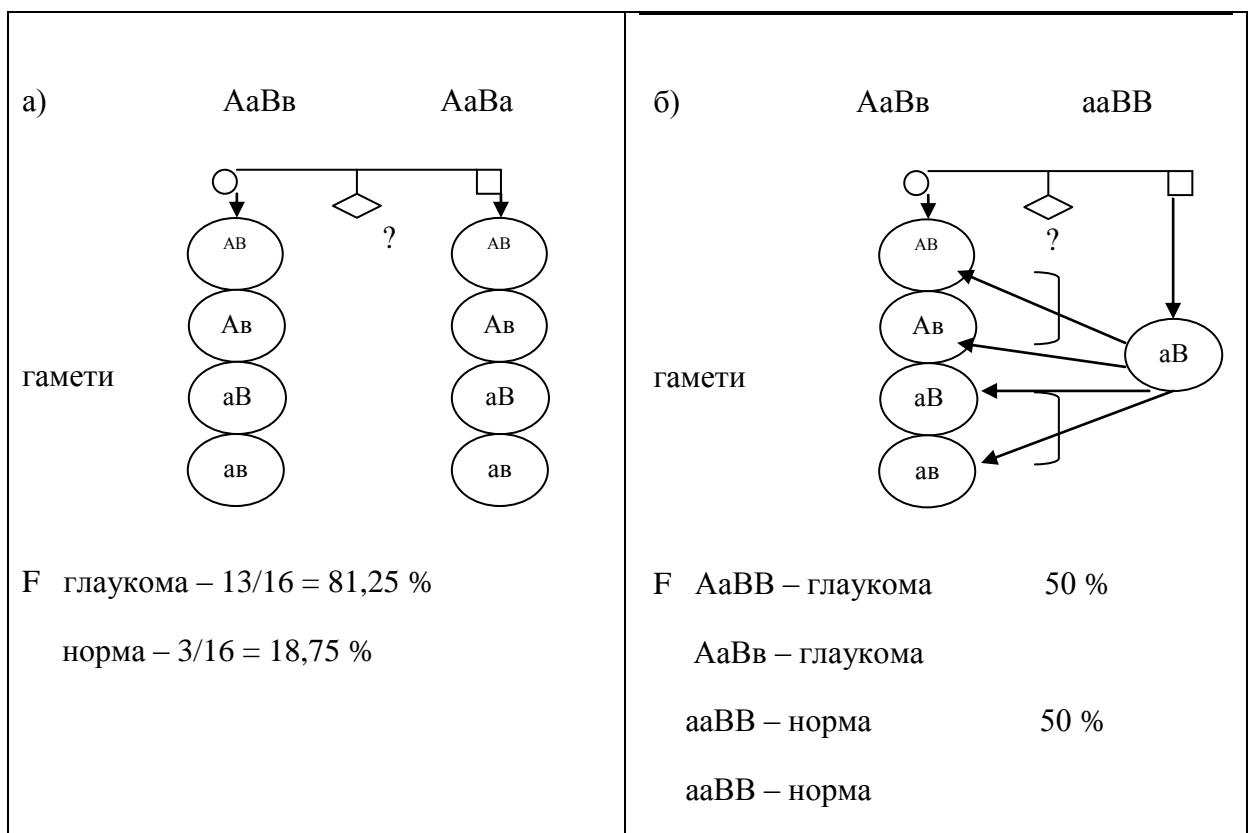 а) АаВв АаВа
АВ ? АВ
Ав Ав
гамети аВ аВ
ав ав
F глаукома – 13/16 = 81,25 %
норма – 3/16 = 18,75 %
б) АаВв ааВВ
АВ ?
Ав аВ
гамети аВ
ав
F АаВВ – глаукома 50 %
АаВв – глаукома
ааВВ – норма 50 %
ааВВ – норма